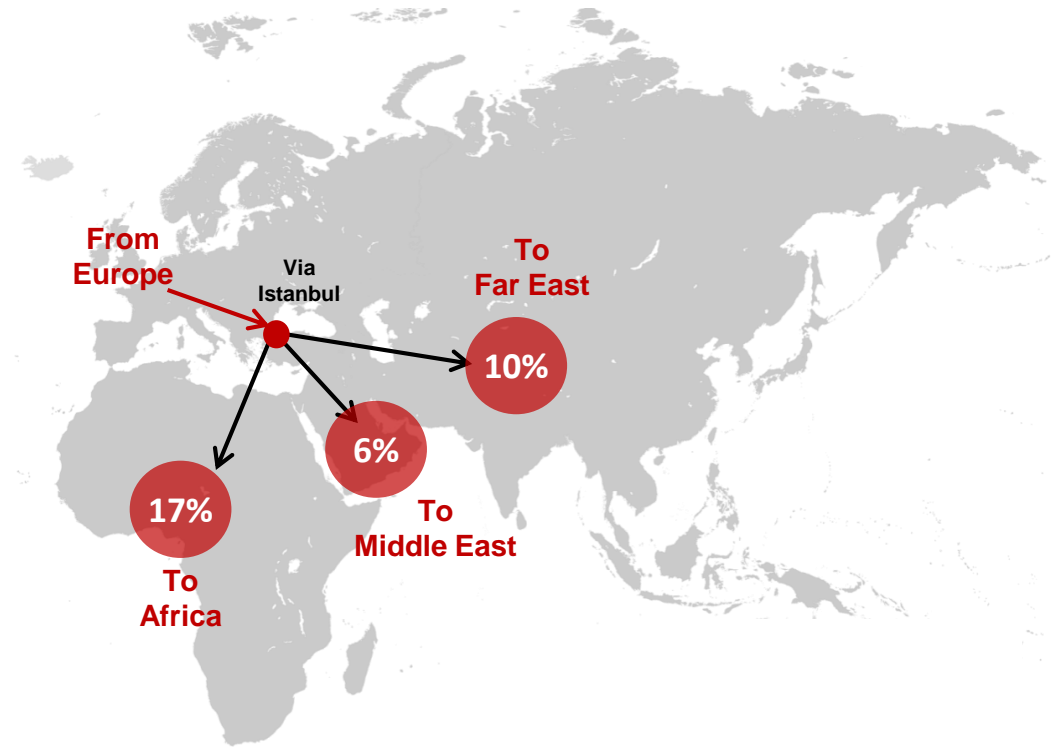 From
Europe
Via
Istanbul
To
Far East
10%
6%
To
Middle East
17%
To
Africa